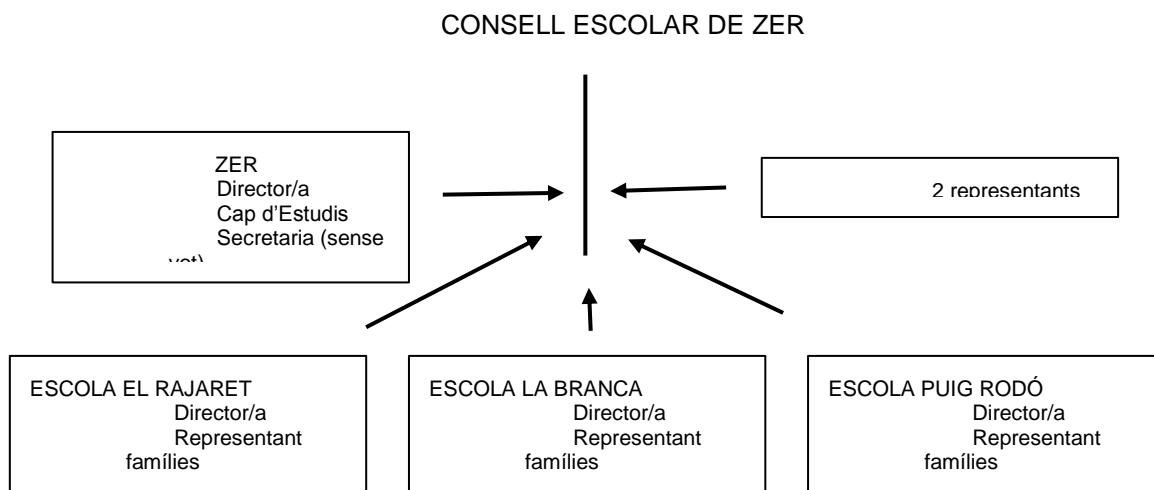 CONSELL ESCOLAR DE ZER
ZER
Director/a
Cap d'Estudis
Secretaria (sense
vot)
2 representants
ESCOLA EL RAJARET
Director/a
Representant
famílies
ESCOLA LA BRANCA
Director/a
Representant
famílies
ESCOLA PUIG RODÓ
Director/a
Representant
famílies